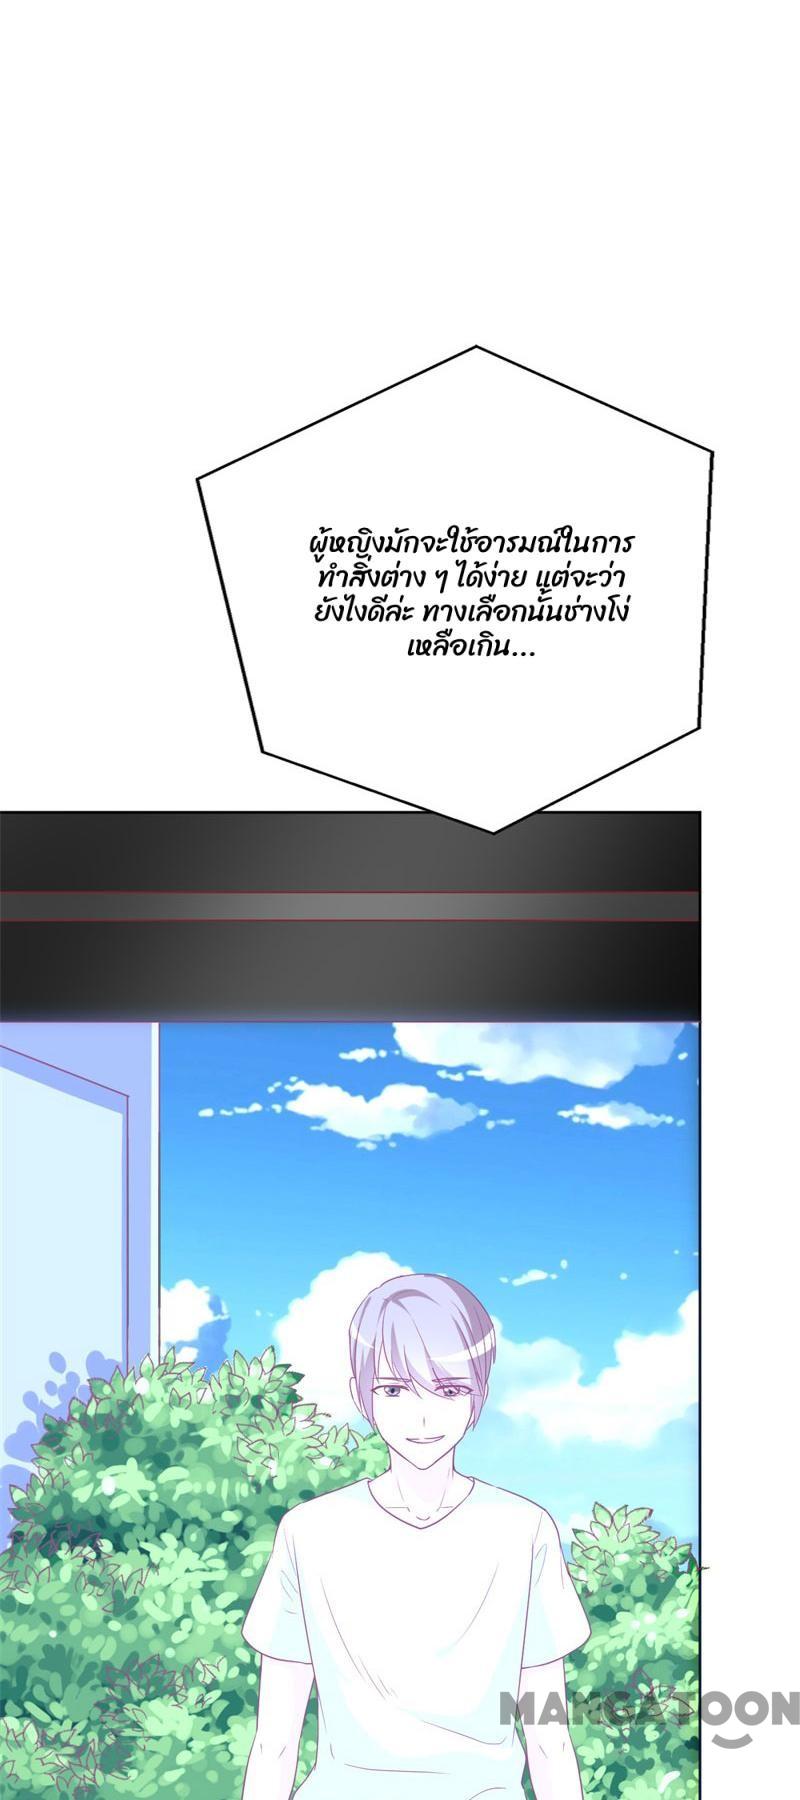 ผู้หญิงมักจะใช้อารมณ์ในการ
ทำสิ่งต่าง ๆ ได้ง่าย แต่จะว่า
ยังไงดีล่ะ ทางเลือกนั้นช่างโง่
เหลือเกิน...
MANGATOON